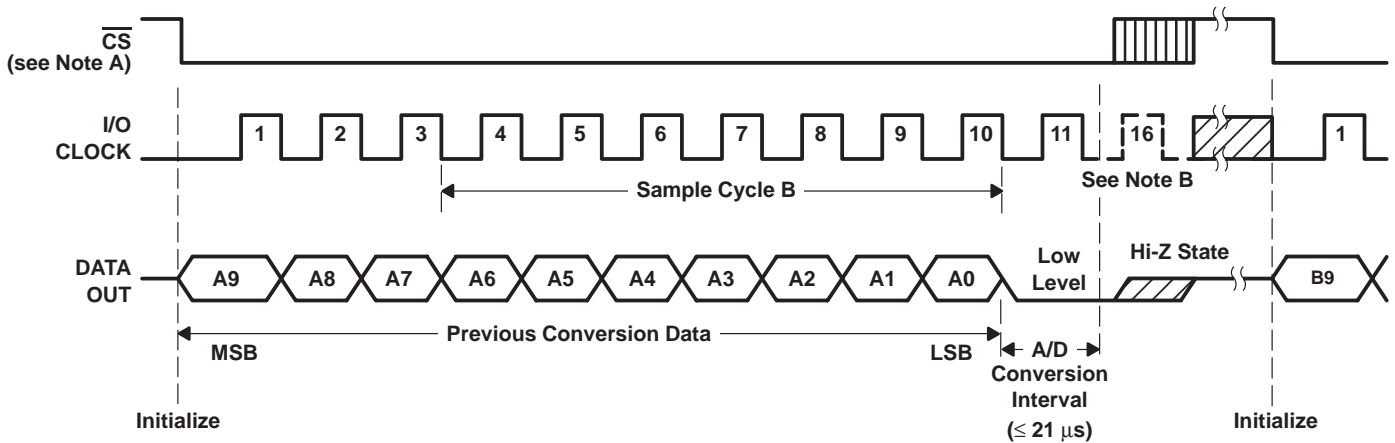 CS
(see Note A)
I/O
CLOCK
1 2 3 4 5 6 7 8 9 10 11 16 1
See Note B
Sample Cycle B
DATA
OUT
A9 A8 A7 A6 A5 A4 A3 A2 A1 A0
Low
Level
Hi-Z State
B9
Previous Conversion Data
MSB
LSB
A/D
Conversion
Interval
(≤ 21 μs)
Initialize
Initialize